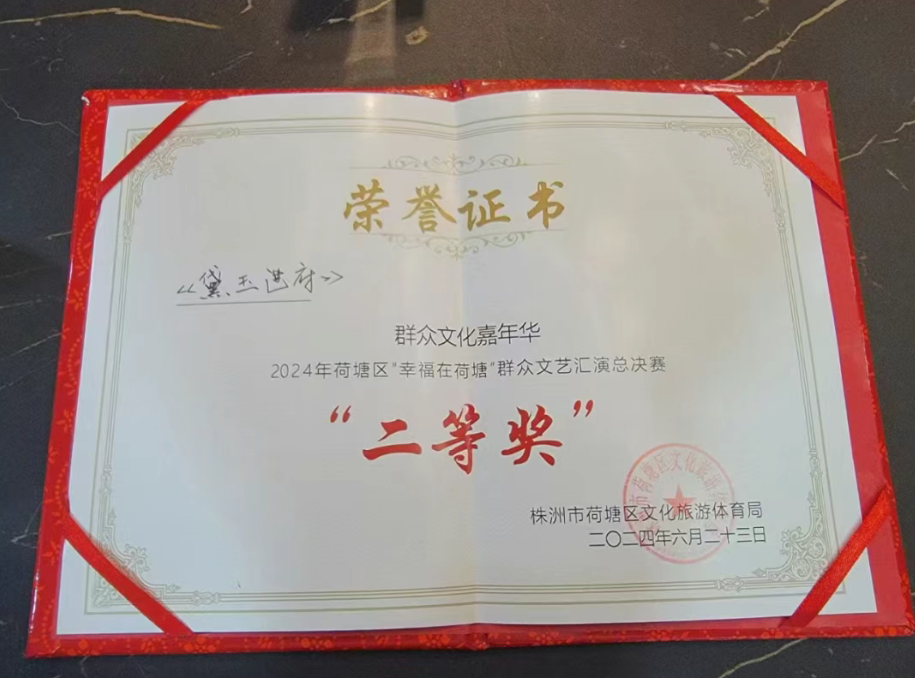 荣誉证书
《黛玉进府》
群众文化嘉年华
2024年荷塘区“幸福在荷塘”群众文艺汇演总决赛
“二等奖”
株洲市荷塘区文化旅游体育局
二〇二四年六月二十三日